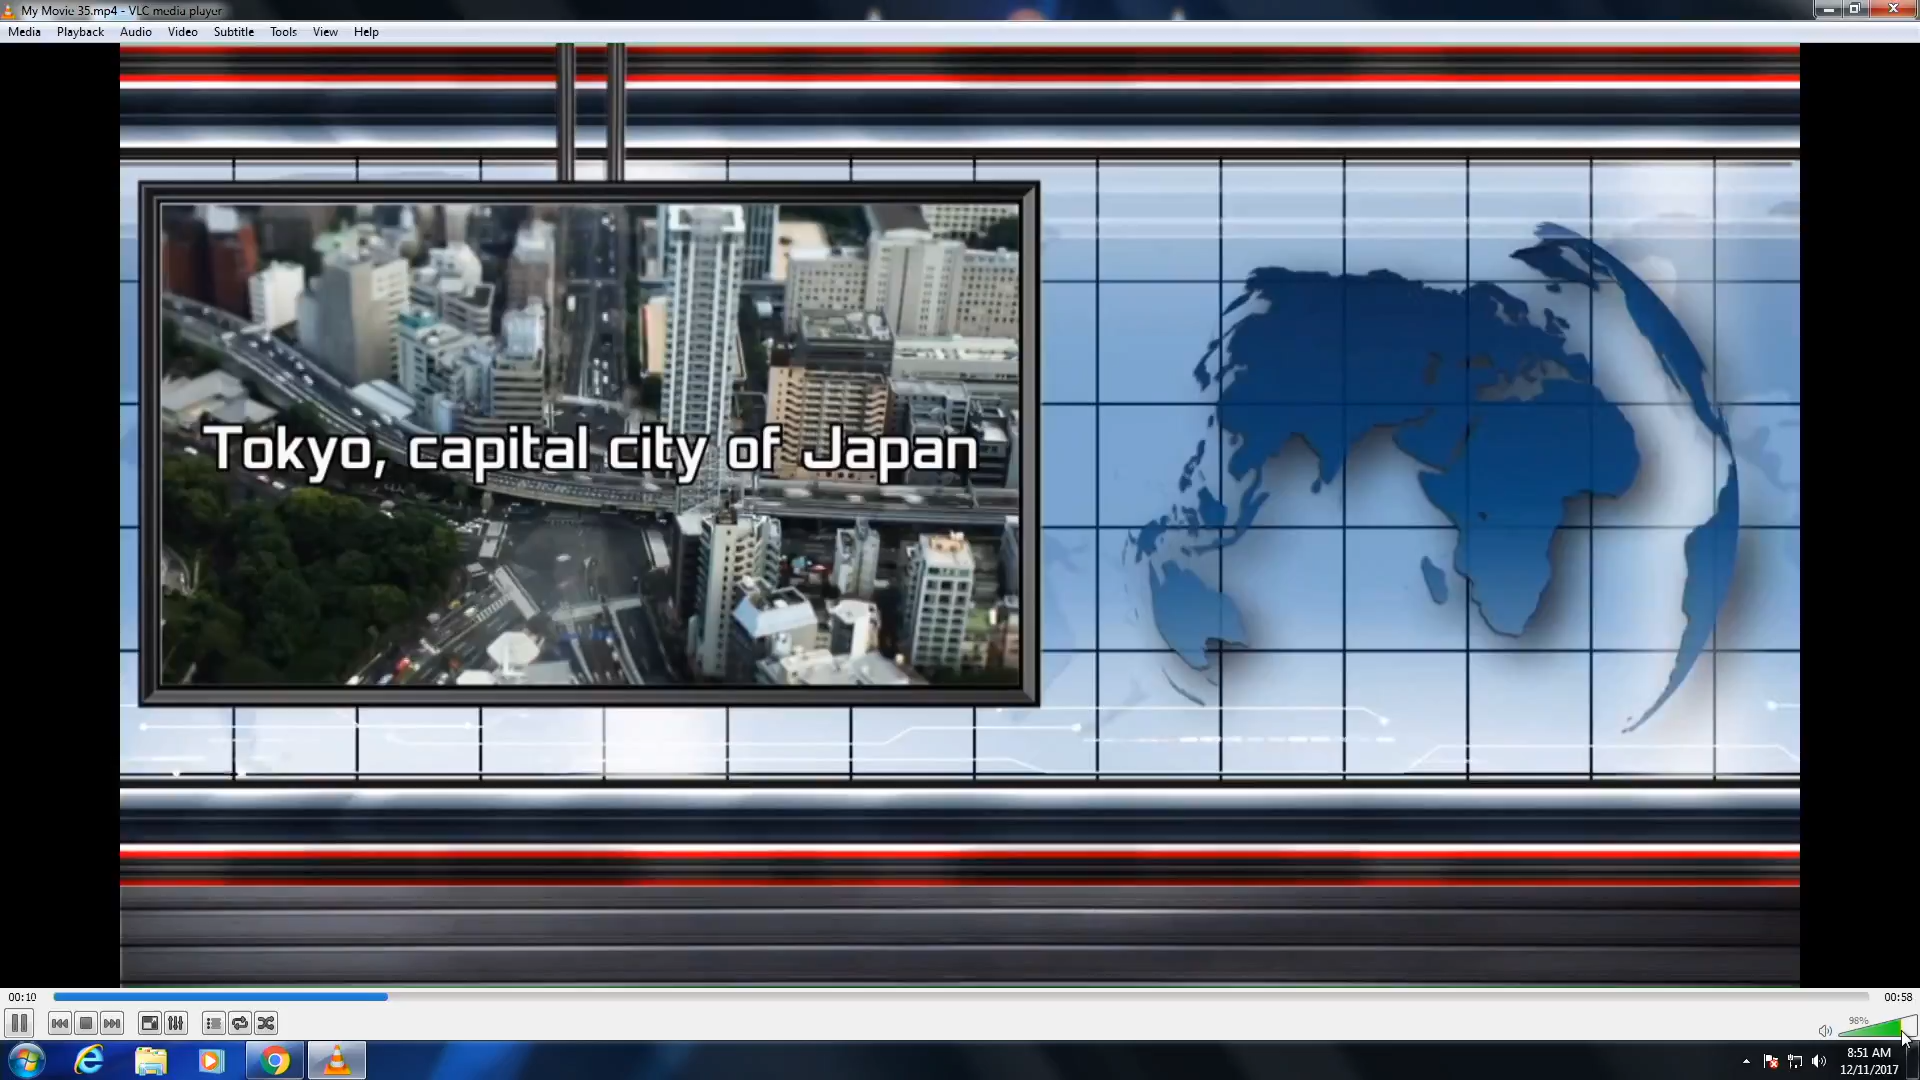 My Movie 35.mp4 - VLC media player
Media Playback Audio Video Subtitle Tools View Help
Tokyo, capital city of Japan
00:10 00:58
98%
8:51 AM
12/11/2017